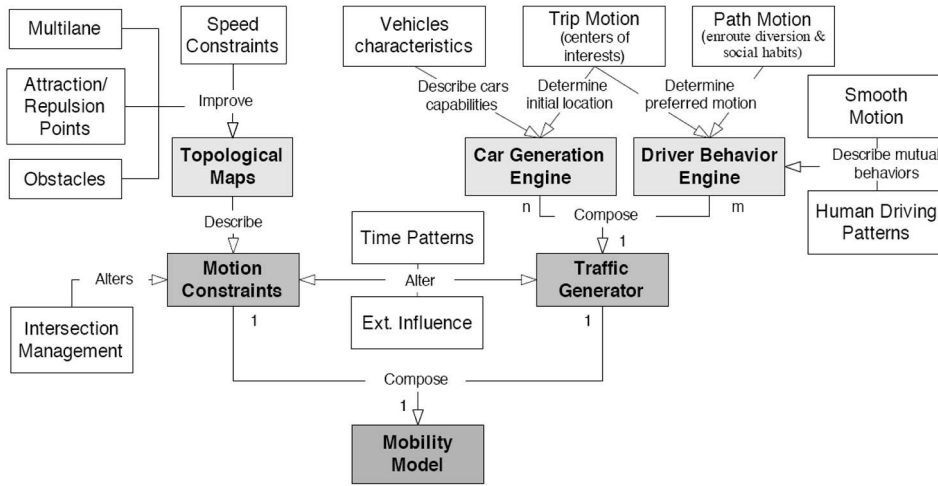 Multilane
Speed
Constraints
Vehicles
characteristics
Trip Motion
(centers of
interests)
Path Motion
(enroute diversion &
social habits)
Attraction/
Repulsion
Points
Improve
Describe cars
capabilities
Determine
initial location
Determine
preferred motion
Smooth
Motion
Obstacles
Topological
Maps
Car Generation
Engine
Driver Behavior
Engine
Describe mutual
behaviors
Describe
n
Compose
m
Human Driving
Patterns
Time Patterns
1
Alters
Motion
Constraints
Alter
Traffic
Generator
Intersection
Management
1
Ext. Influence
1
Compose
1
Mobility
Model